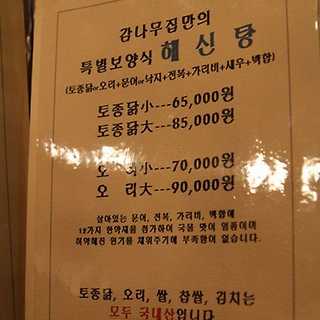 감나무집만의
특별보양식 해신탕
(토종닭or오리+문어or낙지+전복+가리비+새우+백합)
토종닭小---65,000원
토종닭大---85,000원
오 리小---70,000원
오 리大---90,000원
살아있는 문어, 전복, 가리비, 백합에
12가지 한약재를 첨가하여 국물 맛이 일품이며
허약해진 원기를 채워주기에 부족함이 없습니다.
토종닭, 오리, 쌀, 찹쌀, 김치는
모두 국내산입니다